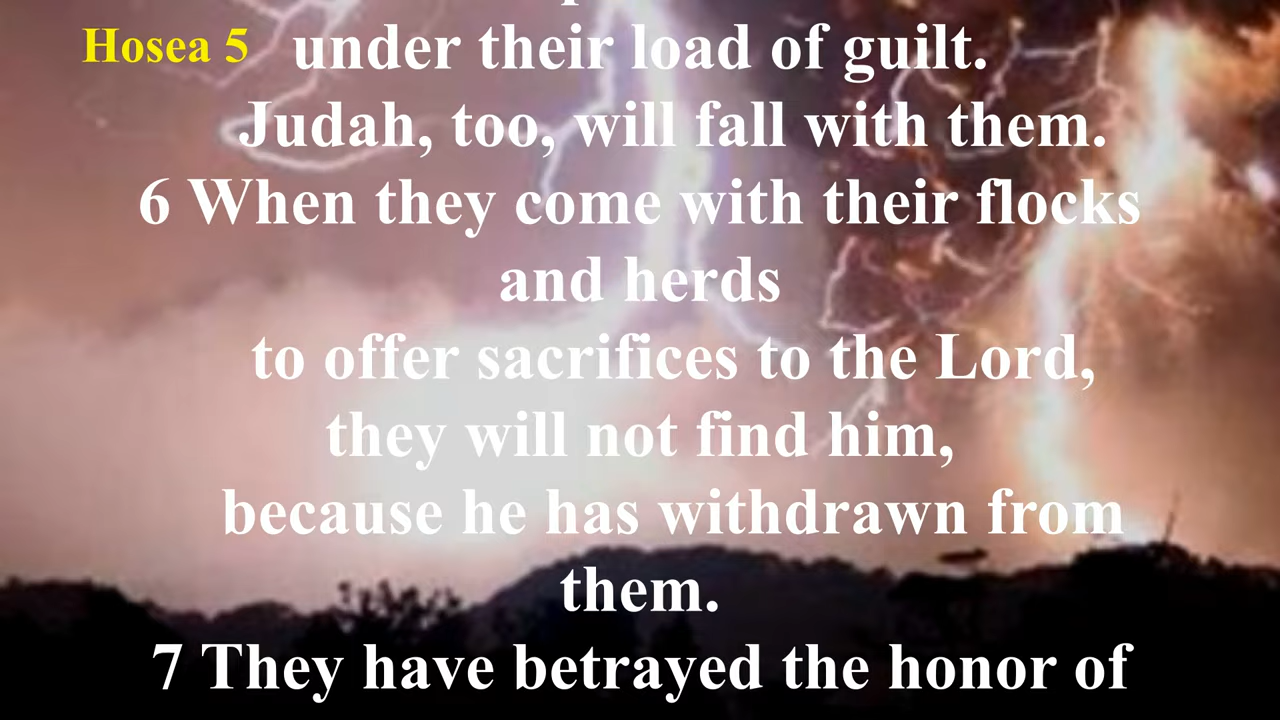 Hosea 5
under their load of guilt.
Judah, too, will fall with them.
6 When they come with their flocks
and herds
to offer sacrifices to the Lord,
they will not find him,
because he has withdrawn from
them.
7 They have betrayed the honor of